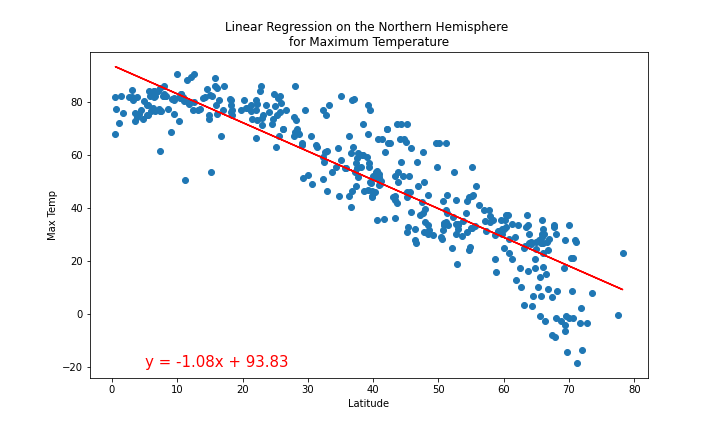 Linear Regression on the Northern Hemisphere
for Maximum Temperature
Max Temp
80
60
40
20
0
−20
y = -1.08x + 93.83
0 10 20 30 40 50 60 70 80
Latitude